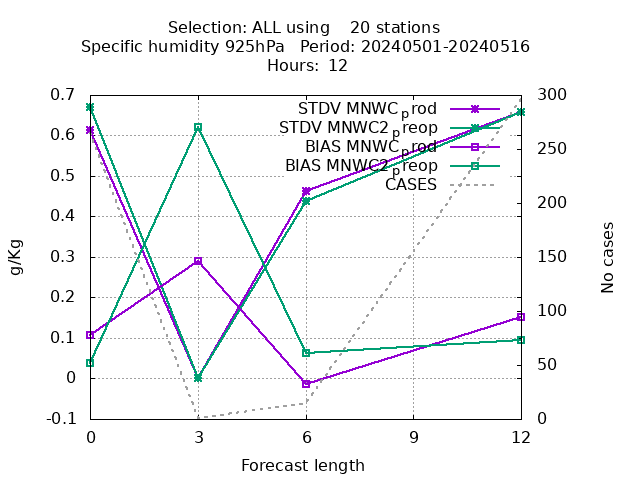 Selection: ALL using    20 stations
Specific humidity 925hPa   Period: 20240501-20240516
Hours:  12
STDV MNWC_prod
STDV MNWC2_preop
BIAS MNWC_prod
BIAS MNWC2_preop
CASES
0.7
0.6
0.5
0.4
0.3
0.2
0.1
0
-0.1
g/Kg
300
250
200
150
100
50
0
No cases
0 3 6 9 12
Forecast length